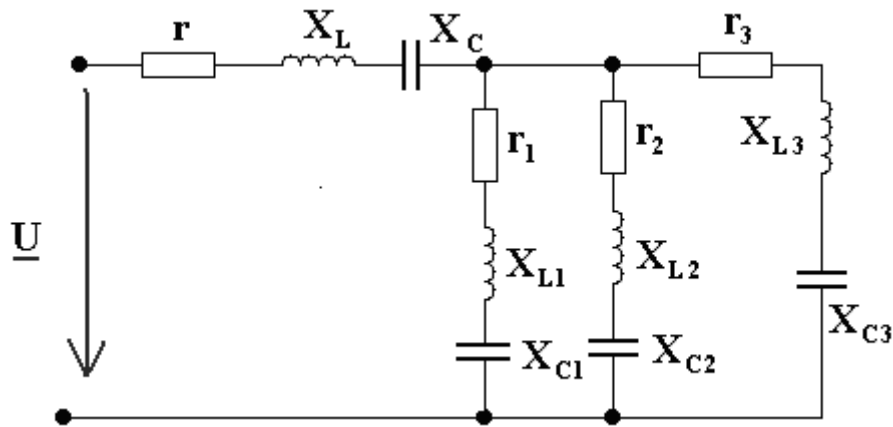 r
X_L
X_C
r_3
r_1
r_2
X_L3
U
X_L1
X_L2
X_C3
X_C1
X_C2